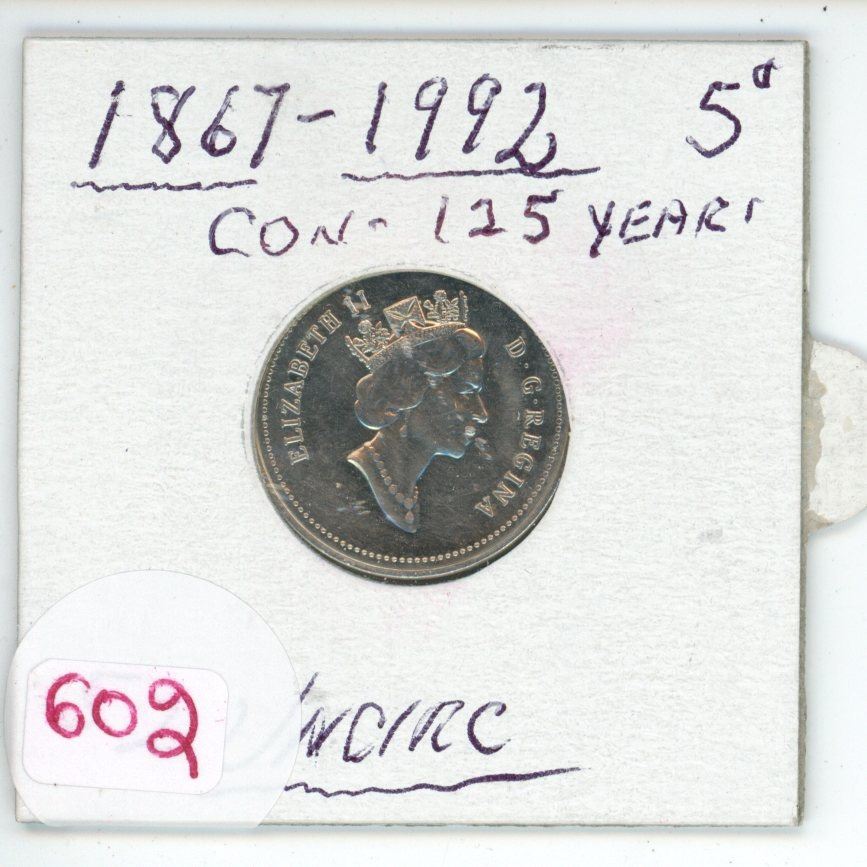 1867-1992 5¢
CON- 125 YEARS
ELIZABETH II D·G·REGINA
602
UNCIRC